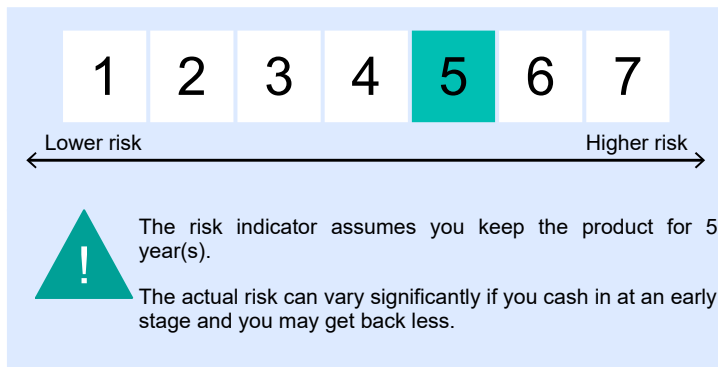 1 2 3 4 5 6 7
Lower risk Higher risk
!
The risk indicator assumes you keep the product for 5
year(s).
The actual risk can vary significantly if you cash in at an early
stage and you may get back less.